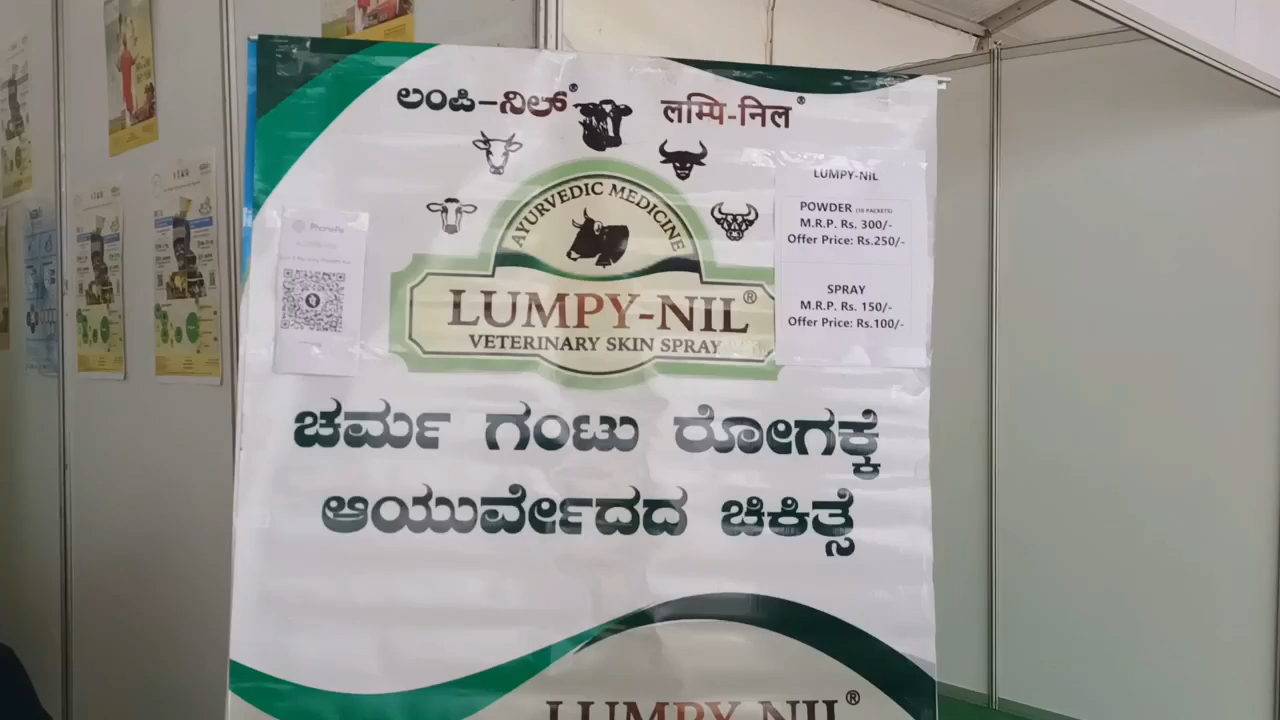 ಲಂಪಿ-ನಿಲ್®
लम्पि-निल®
AYURVEDIC MEDICINE
LUMPY-NIL®
VETERINARY SKIN SPRAY
PhonePe
LUMPY-NIL
POWDER (10 PACKETS)
M.R.P. Rs. 300/-
Offer Price: Rs.250/-
SPRAY
M.R.P. Rs. 150/-
Offer Price: Rs.100/-
ಚರ್ಮ ಗಂಟು ರೋಗಕ್ಕೆ
ಆಯುರ್ವೇದದ ಚಿಕಿತ್ಸೆ
LUMPY-NIL®